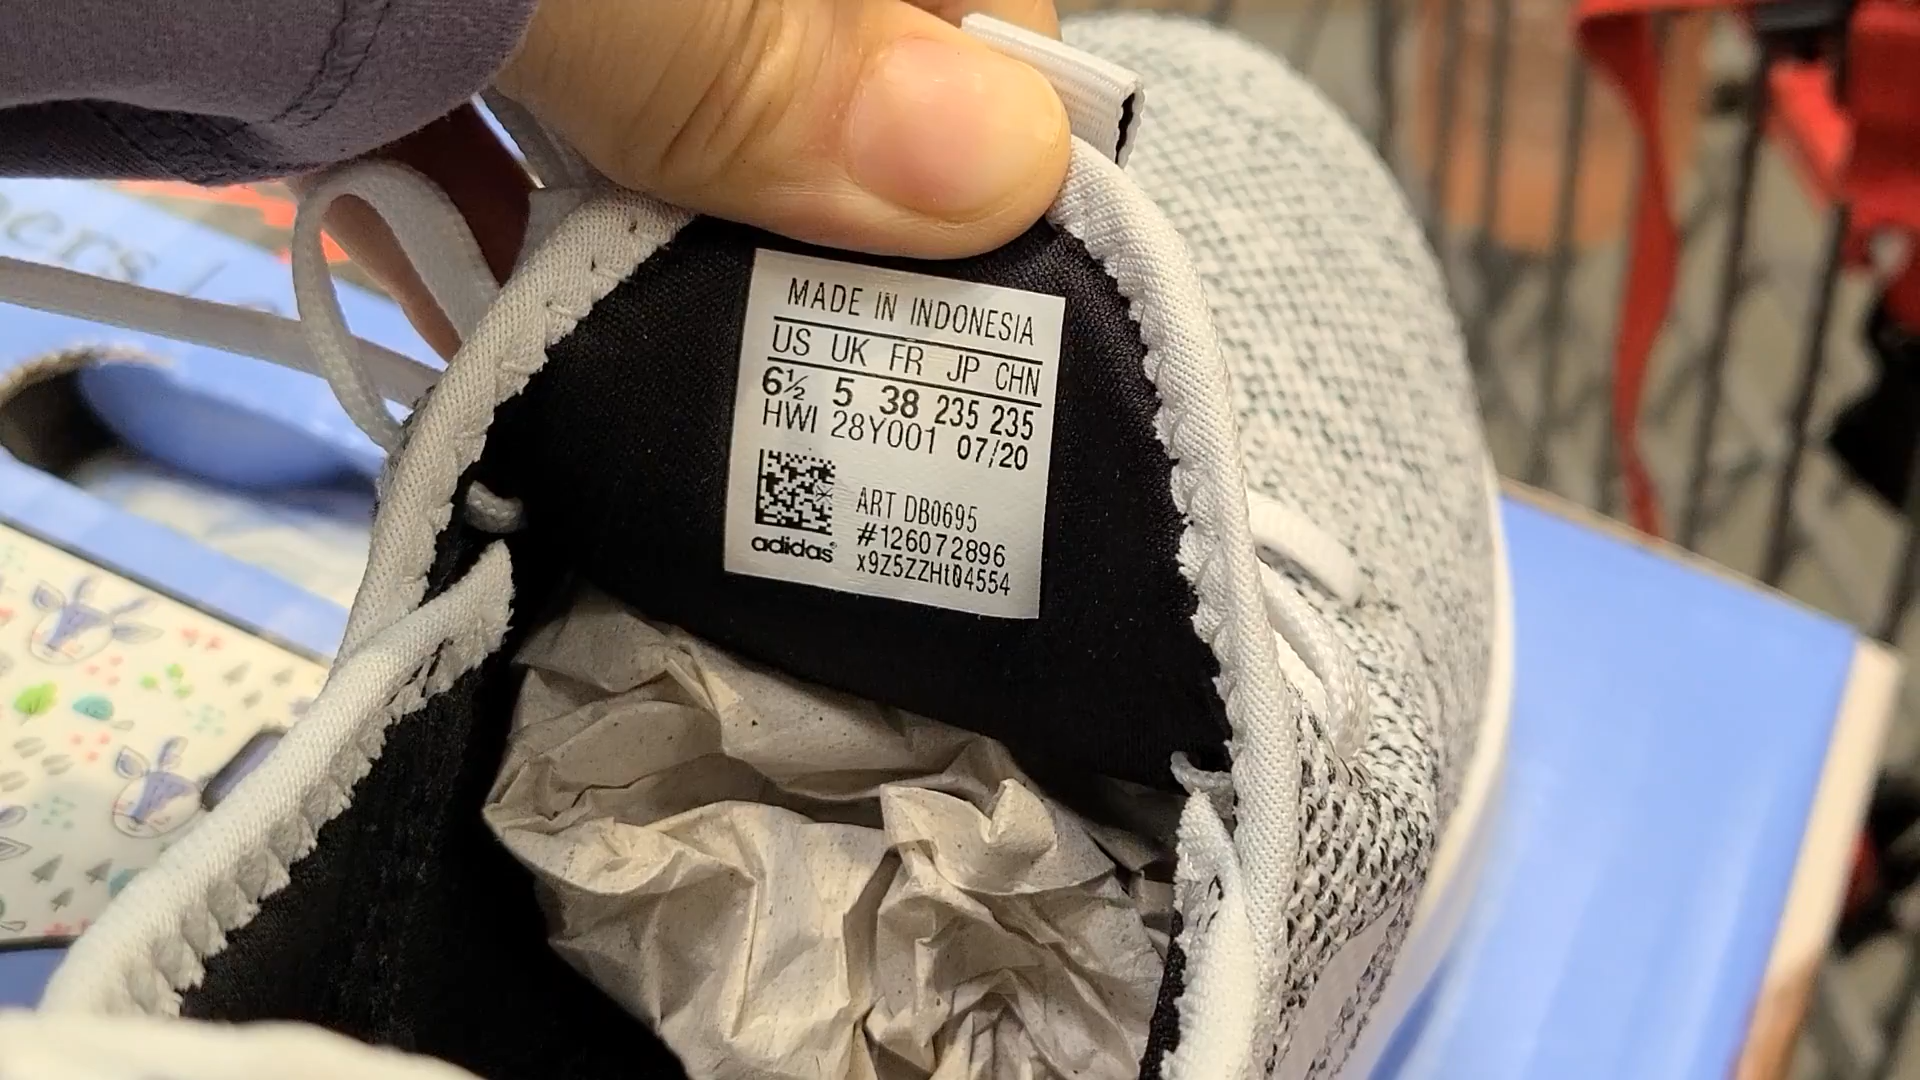 MADE IN INDONESIA
US UK FR JP CHN
6½ 5 38 235 235
HWI 28Y001 07/20
ART DB0695
#126072896
adidas
x9Z5ZZHt04554